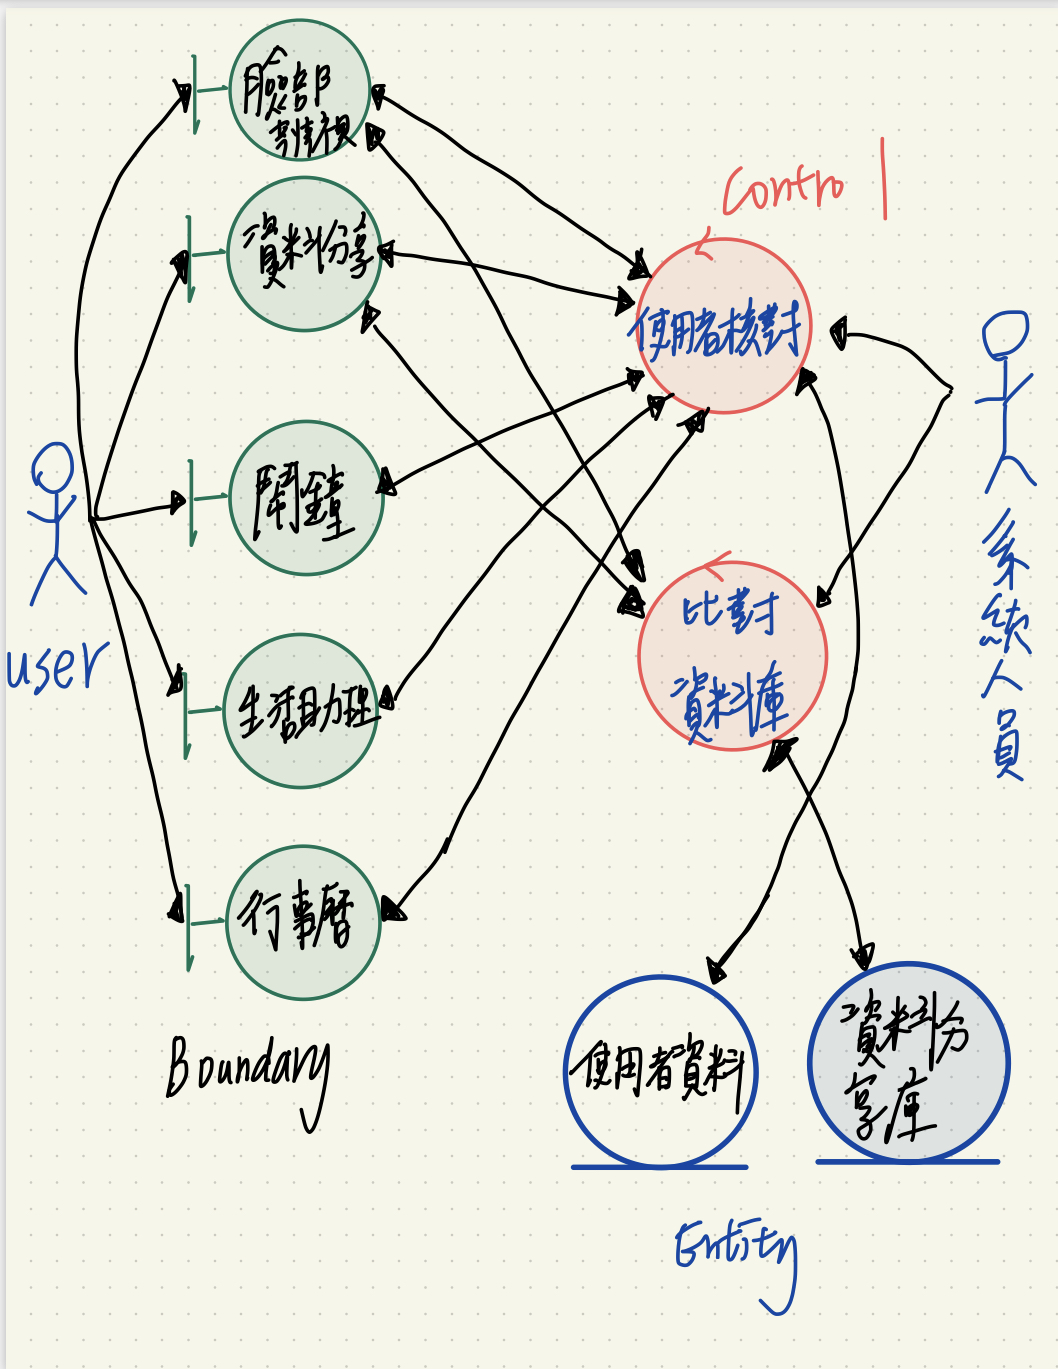 臉部
辨視
資料分享
鬧鐘
生活助理
行事曆
Boundary
user
Control
使用者核對
比對
資料庫
系統人員
使用者資料
資料分
享庫
Entity